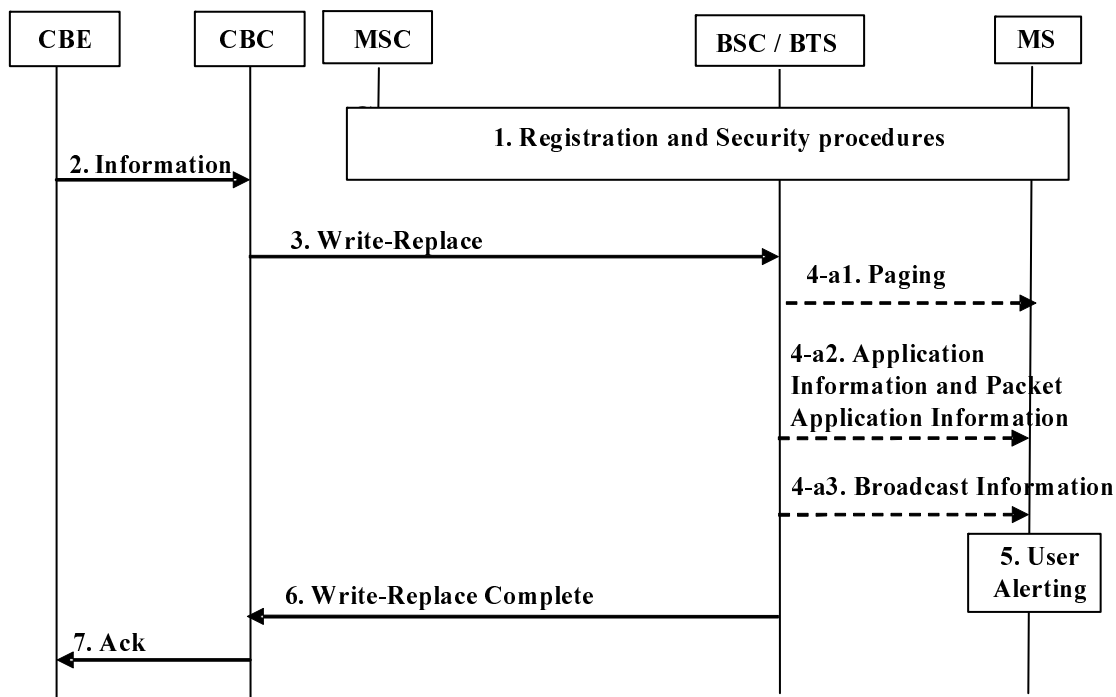 CBE
CBC
MSC
BSC / BTS
MS
1. Registration and Security procedures
2. Information
3. Write-Replace
4-a1. Paging
4-a2. Application
Information and Packet
Application Information
4-a3. Broadcast Information
5. User
Alerting
6. Write-Replace Complete
7. Ack